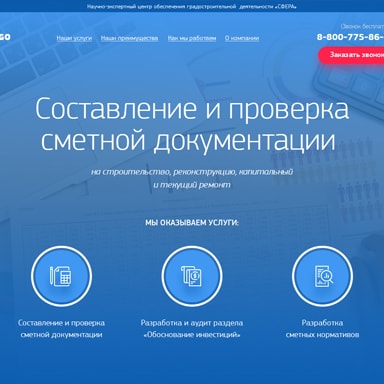 Научно-экспертный центр обеспечения градостроительной деятельности «СФЕРА»
GO Наши услуги Наши преимущества Как мы работаем О компании
Звонок бесплат
8-800-775-86-
Заказать звонок
Составление и проверка
сметной документации
на строительство, реконструкцию, капитальный
и текущий ремонт
МЫ ОКАЗЫВАЕМ УСЛУГИ:
Составление и проверка
сметной документации
Разработка и аудит раздела
«Обоснование инвестиций»
Разработка
сметных нормативов